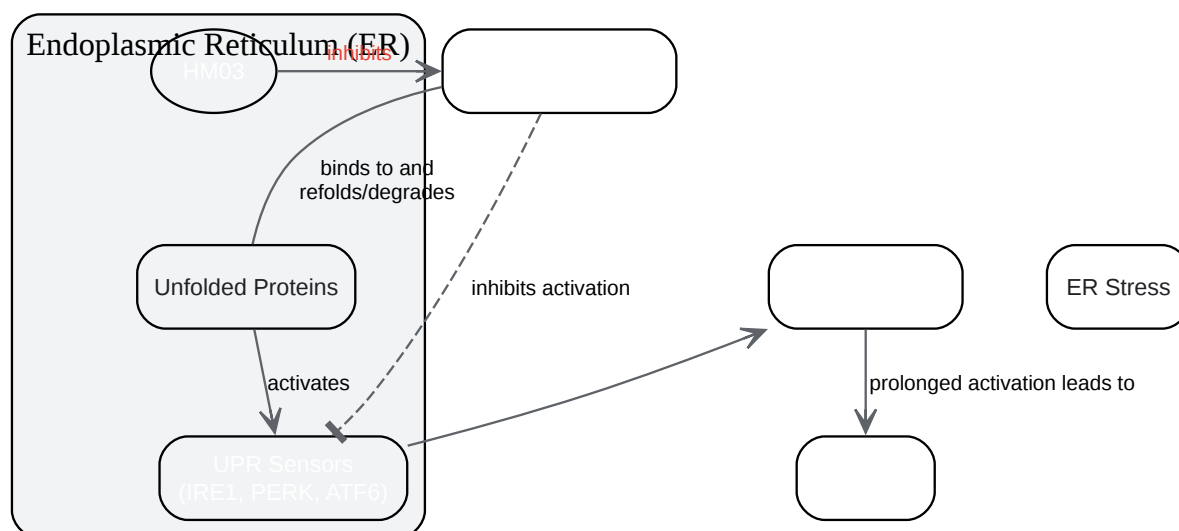 Endoplasmic Reticulum (ER)
inhibits
HM03
binds to and
refolds/degrades
Unfolded Proteins
inhibits activation
ER Stress
activates
prolonged activation leads to
UPR Sensors
(IRE1, PERK, ATF6)